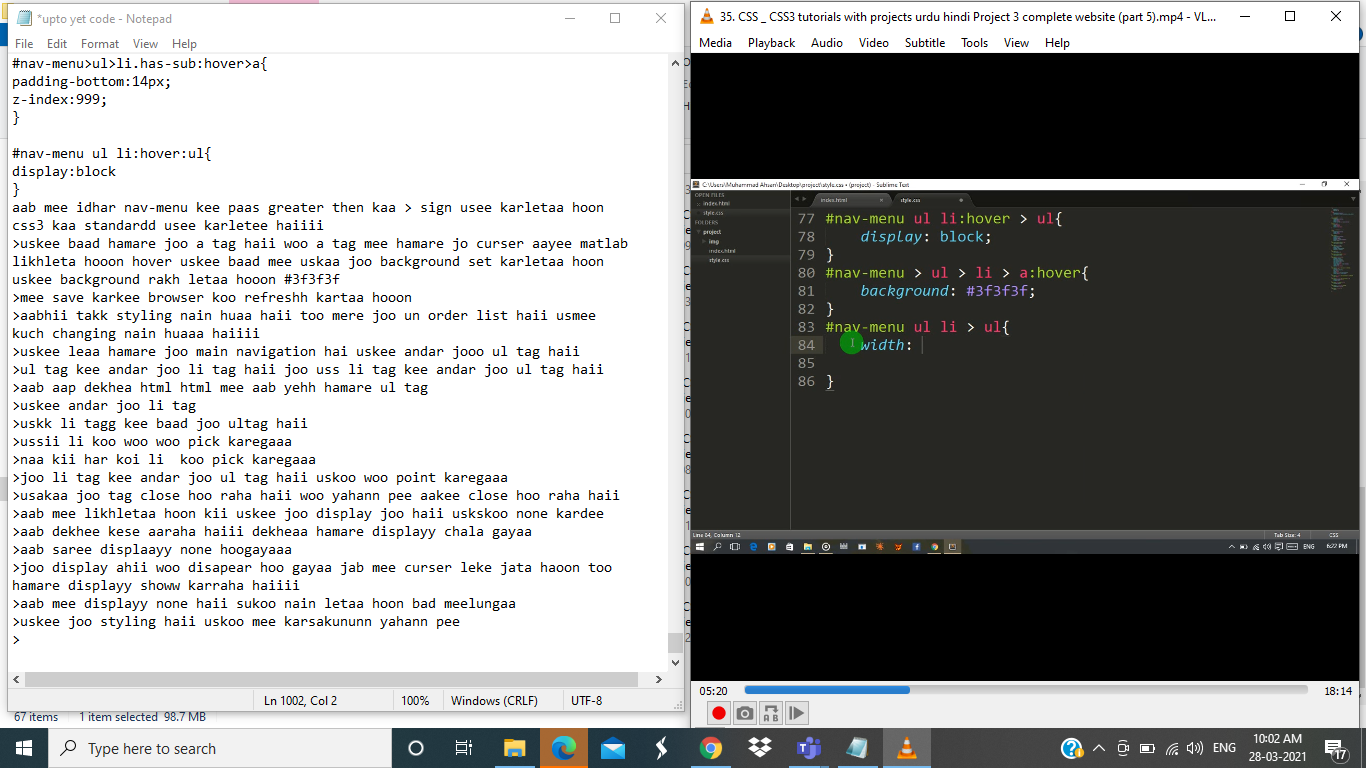 *upto yet code - Notepad
File Edit Format View Help
#nav-menu>ul>li.has-sub:hover>a{
padding-bottom:14px;
z-index:999;
}
#nav-menu ul li:hover:ul{
display:block
}
aab mee idhar nav-menu kee paas greater then kaa > sign usee karletaa hoon
css3 kaa standardd usee karletee haiiii
>uskee baad hamare joo a tag haii woo a tag mee hamare jo curser aayee matlab
likhleta hooon hover uskee baad mee uskaa joo background set karletaa hoon
uskee background rakh letaa hooon #3f3f3f
>mee save karkee browser koo refreshh kartaa hooon
>aabhii takk styling nain huaa haii too mere joo un order list haii usmee
kuch changing nain huaaa haiiii
>uskee leaa hamare joo main navigation hai uskee andar jooo ul tag haii
>ul tag kee andar joo li tag haii joo uss li tag kee andar joo ul tag haii
>aab aap dekhea html html mee aab yehh hamare ul tag
>uskee andar joo li tag
>uskk li tagg kee baad joo ultag haii
>ussii li koo woo woo pick karegaaa
>naa kii har koi li  koo pick karegaaa
>joo li tag kee andar joo ul tag haii uskoo woo point karegaaa
>usakaa joo tag close hoo raha haii woo yahann pee aakee close hoo raha haii
>aab mee likhletaa hoon kii uskee joo display joo haii uskskoo none kardee
>aab dekhee kese aaraha haiii dekheaa hamare displayy chala gayaa
>aab saree displaayy none hoogayaaa
>joo display ahii woo disapear hoo gayaa jab mee curser leke jata haoon too
hamare displayy showw karraha haiiii
>aab mee displayy none haii sukoo nain letaa hoon bad meelungaa
>uskee joo styling haii uskoo mee karsakununn yahann pee
>
Ln 1002, Col 2 100% Windows (CRLF) UTF-8
67 items 1 item selected 98.7 MB
35. CSS _ CSS3 tutorials with projects urdu hindi Project 3 complete website (part 5).mp4 - VL...
Media Playback Audio Video Subtitle Tools View Help
C:\Users\Muhammad Ahsan\Desktop\project\style.css • (project) - Sublime Text
OPEN FILES
index.html
style.css
FOLDERS
project
img
index.html
style.css
index.html style.css
77 #nav-menu ul li:hover > ul{
78 display: block;
79 }
80 #nav-menu > ul > li > a:hover{
81 background: #3f3f3f;
82 }
83 #nav-menu ul li > ul{
84 width:
85
86 }
Line 84, Column 12 Tab Size: 4 CSS
ENG 6:22 PM
05:20 18:14
Type here to search
ENG
10:02 AM
28-03-2021
17